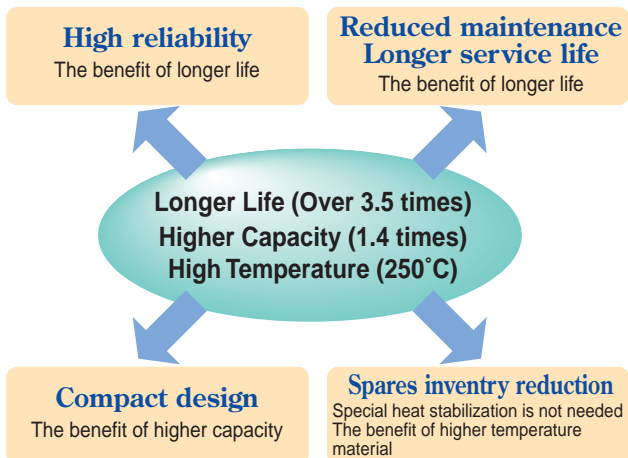 High reliability
The benefit of longer life
Reduced maintenance
Longer service life
The benefit of longer life
Longer Life (Over 3.5 times)
Higher Capacity (1.4 times)
High Temperature (250˚C)
Compact design
The benefit of higher capacity
Spares inventry reduction
Special heat stabilization is not needed
The benefit of higher temperature
material